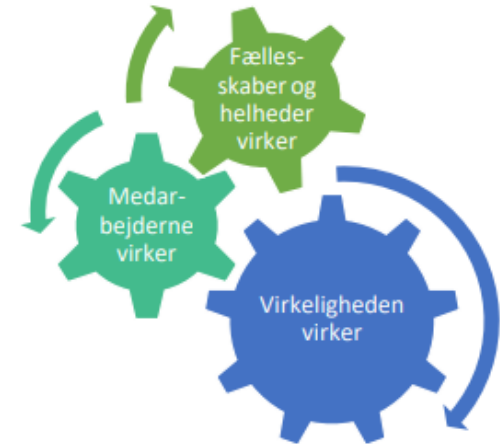 Fælles-
skaber og
helheder
virker
Medar-
bejderne
virker
Virkeligheden
virker